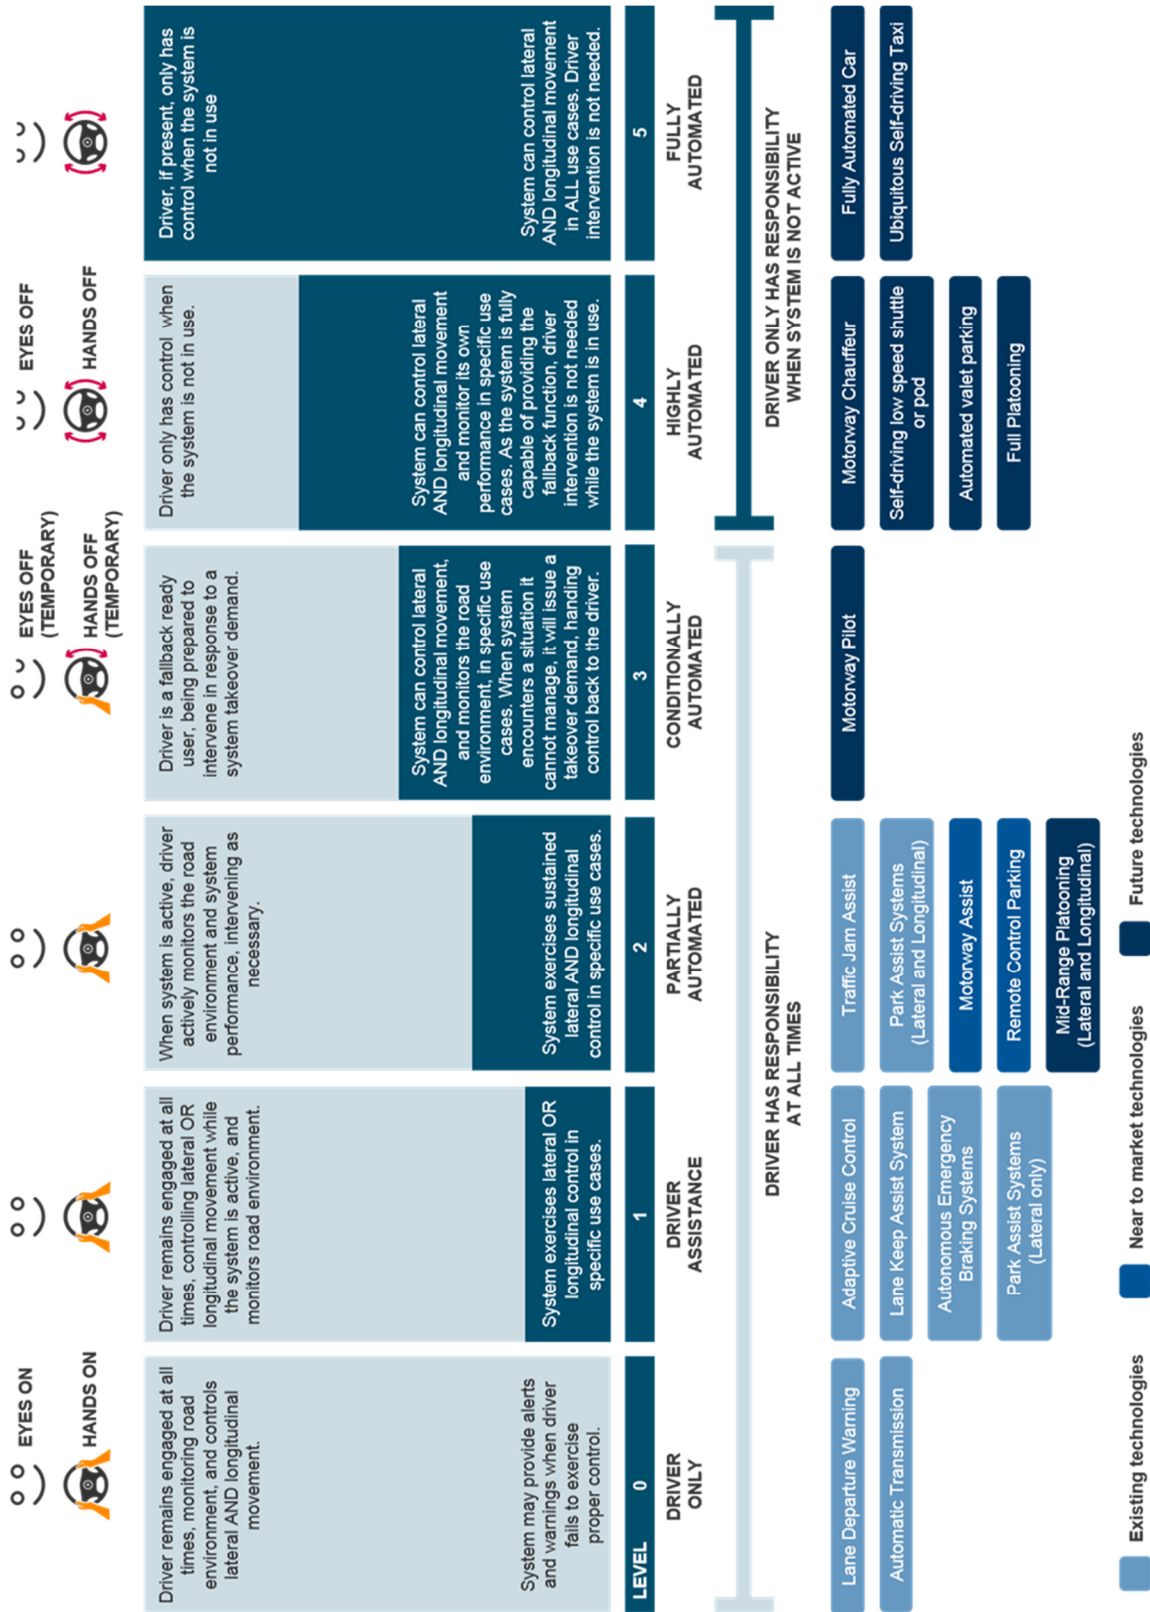 EYES ON
HANDS ON
EYES OFF
(TEMPORARY)
HANDS OFF
(TEMPORARY)
EYES OFF
HANDS OFF
Driver remains engaged at all
times, monitoring road
environment, and controls
lateral AND longitudinal
movement.
System may provide alerts
and warnings when driver
fails to exercise
proper control.
Driver remains engaged at all
times, controlling lateral OR
longitudinal movement while
the system is active, and
monitors road environment.
System exercises lateral OR
longitudinal control in
specific use cases.
When system is active, driver
actively monitors the road
environment and system
performance, intervening as
necessary.
System exercises sustained
lateral AND longitudinal
control in specific use cases.
Driver is a fallback ready
user, being prepared to
intervene in response to a
system takeover demand.
System can control lateral
AND longitudinal movement,
and monitors the road
environment, in specific use
cases. When system
encounters a situation it
cannot manage, it will issue a
takeover demand, handing
control back to the driver.
Driver only has control when
the system is not in use.
System can control lateral
AND longitudinal movement
and monitor its own
performance in specific use
cases. As the system is fully
capable of providing the
fallback function, driver
intervention is not needed
while the system is in use.
Driver, if present, only has
control when the system is
not in use
System can control lateral
AND longitudinal movement
in ALL use cases. Driver
intervention is not needed.
LEVEL 0 1 2 3 4 5
DRIVER
ONLY
DRIVER
ASSISTANCE
PARTIALLY
AUTOMATED
CONDITIONALLY
AUTOMATED
HIGHLY
AUTOMATED
FULLY
AUTOMATED
DRIVER HAS RESPONSIBILITY
AT ALL TIMES
DRIVER ONLY HAS RESPONSIBILITY
WHEN SYSTEM IS NOT ACTIVE
Lane Departure Warning
Automatic Transmission
Adaptive Cruise Control
Lane Keep Assist System
Autonomous Emergency
Braking Systems
Park Assist Systems
(Lateral only)
Traffic Jam Assist
Park Assist Systems
(Lateral and Longitudinal)
Motorway Assist
Remote Control Parking
Mid-Range Platooning
(Lateral and Longitudinal)
Motorway Pilot
Motorway Chauffeur
Self-driving low speed shuttle
or pod
Automated valet parking
Full Platooning
Fully Automated Car
Ubiquitous Self-driving Taxi
Existing technologies
Near to market technologies
Future technologies